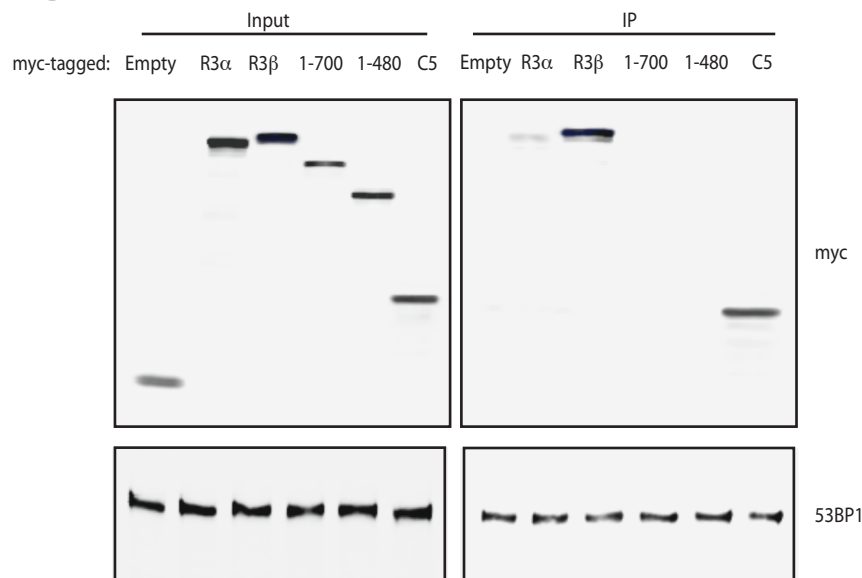 Input IP
myc-tagged: Empty R3α R3β 1-700 1-480 C5 Empty R3α R3β 1-700 1-480 C5
myc
53BP1